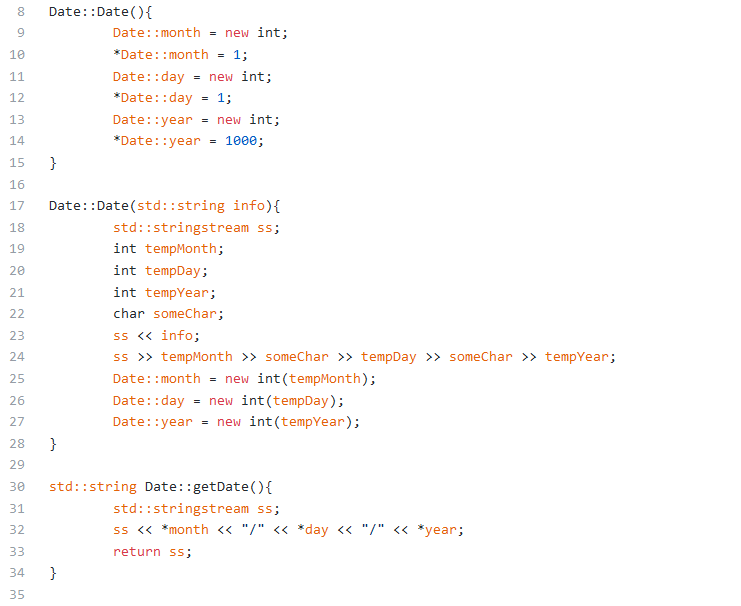 8 Date::Date(){
9 Date::month = new int;
10 *Date::month = 1;
11 Date::day = new int;
12 *Date::day = 1;
13 Date::year = new int;
14 *Date::year = 1000;
15 }
16
17 Date::Date(std::string info){
18 std::stringstream ss;
19 int tempMonth;
20 int tempDay;
21 int tempYear;
22 char someChar;
23 ss << info;
24 ss >> tempMonth >> someChar >> tempDay >> someChar >> tempYear;
25 Date::month = new int(tempMonth);
26 Date::day = new int(tempDay);
27 Date::year = new int(tempYear);
28 }
29
30 std::string Date::getDate(){
31 std::stringstream ss;
32 ss << *month << "/" << *day << "/" << *year;
33 return ss;
34 }
35